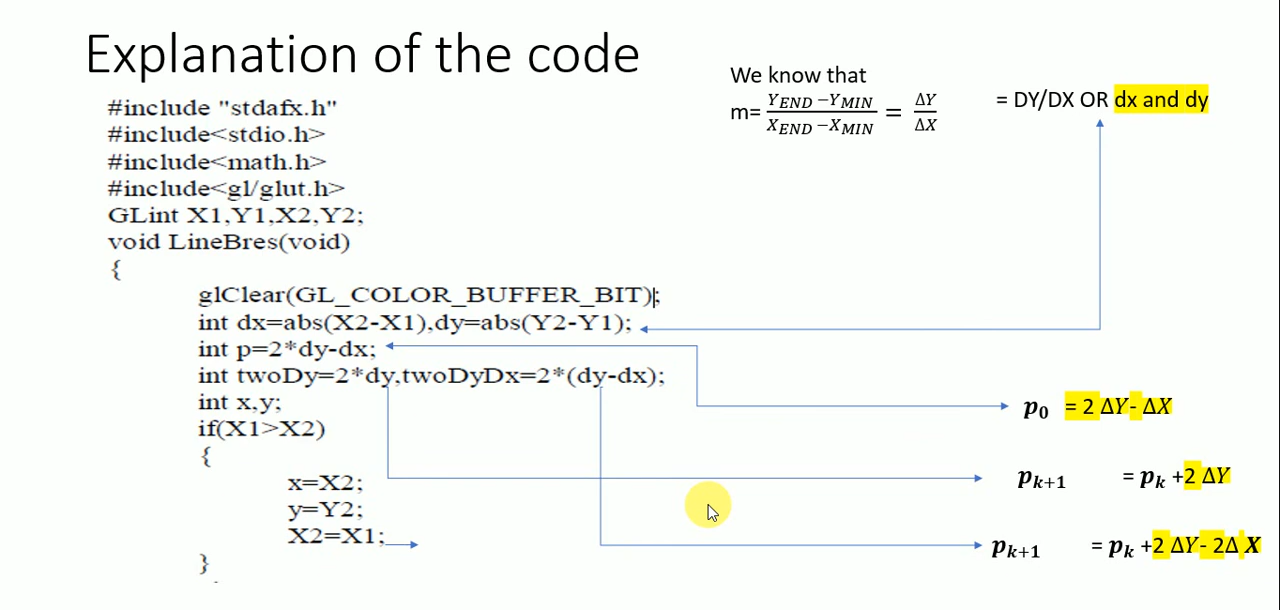 Explanation of the code
#include "stdafx.h"
#include<stdio.h>
#include<math.h>
#include<gl/glut.h>
GLint X1,Y1,X2,Y2;
void LineBres(void)
{
glClear(GL_COLOR_BUFFER_BIT);
int dx=abs(X2-X1),dy=abs(Y2-Y1);
int p=2*dy-dx;
int twoDy=2*dy,twoDyDx=2*(dy-dx);
int x,y;
if(X1>X2)
{
x=X2;
y=Y2;
X2=X1;
}
We know that
m= (Y_END −Y_MIN)/(X_END −X_MIN) = ΔY/ΔX = DY/DX OR dx and dy
p₀ = 2 ΔY- ΔX
pₖ₊₁ = pₖ +2 ΔY
pₖ₊₁ = pₖ +2 ΔY- 2Δ X